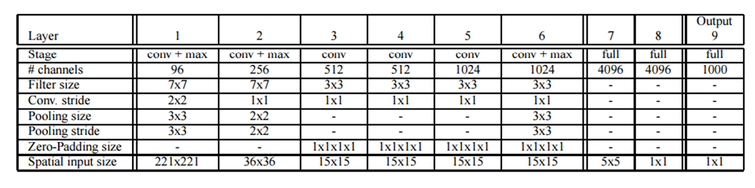 Output
Layer 1 2 3 4 5 6 7 8 9
Stage conv + max conv + max conv conv conv conv + max full full full
# channels 96 256 512 512 1024 1024 4096 4096 1000
Filter size 7x7 7x7 3x3 3x3 3x3 3x3 - - -
Conv. stride 2x2 1x1 1x1 1x1 1x1 1x1 - - -
Pooling size 3x3 2x2 - - - 3x3 - - -
Pooling stride 3x3 2x2 - - - 3x3 - - -
Zero-Padding size - - 1x1x1x1 1x1x1x1 1x1x1x1 1x1x1x1 - - -
Spatial input size 221x221 36x36 15x15 15x15 15x15 15x15 5x5 1x1 1x1